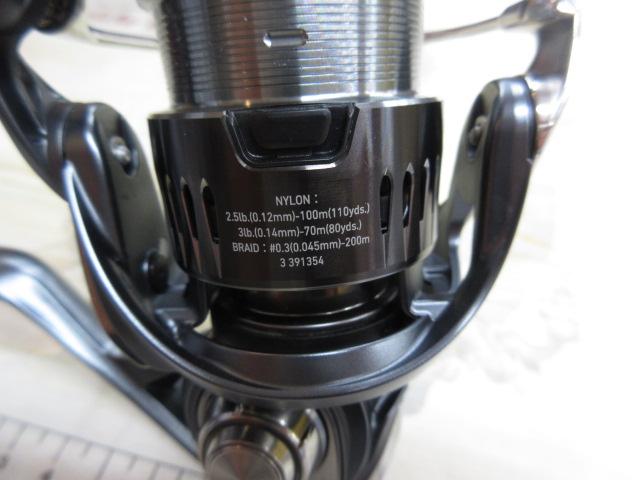 NYLON :
2.5lb.(0.12mm)-100m(110yds.)
3lb.(0.14mm)-70m(80yds.)
BRAID : #0.3(0.045mm)-200m
3 391354